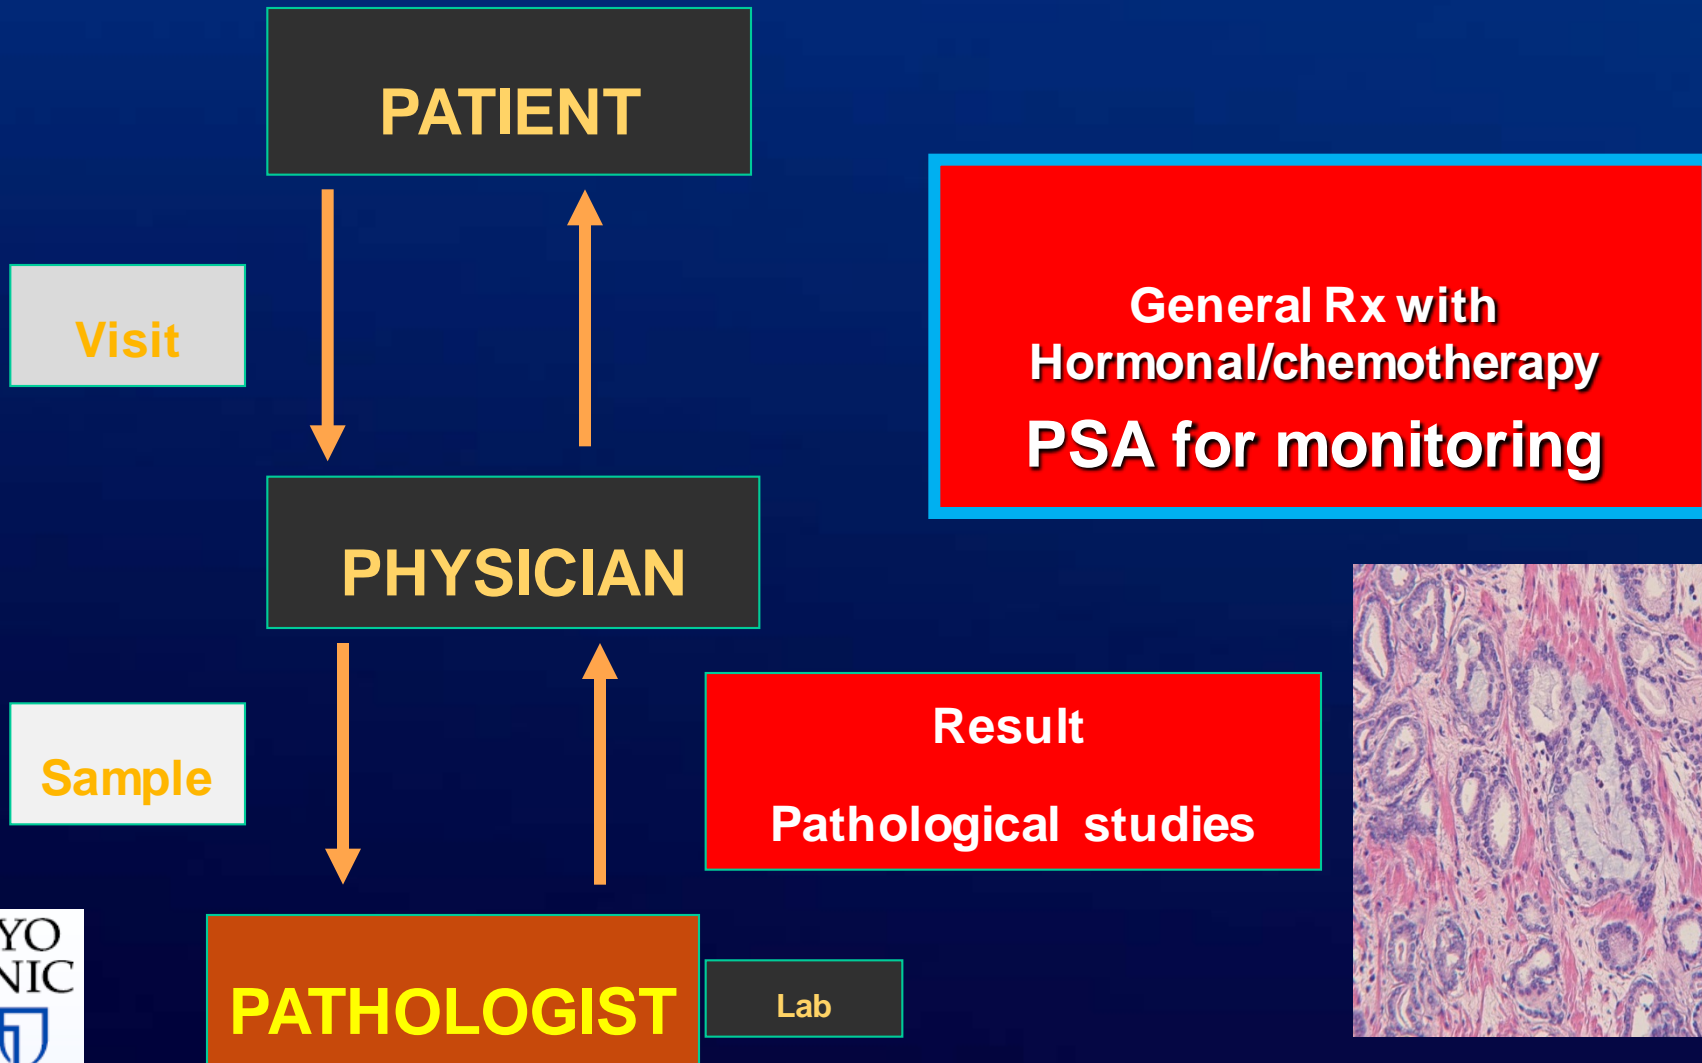 PATIENT
Visit
General Rx with
Hormonal/chemotherapy
PSA for monitoring
PHYSICIAN
Sample
Result
Pathological studies
YO
NIC
PATHOLOGIST
Lab